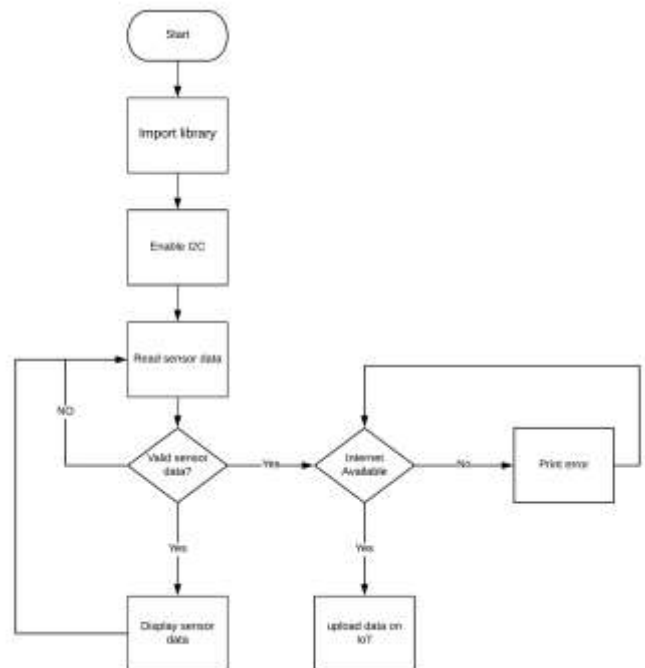 Start
Import library
Enable I2C
Read sensor data
NO
Valid sensor
data?
Yes
Internet
Available
No
Print error
Yes
Yes
Display sensor
data
upload data on
IoT